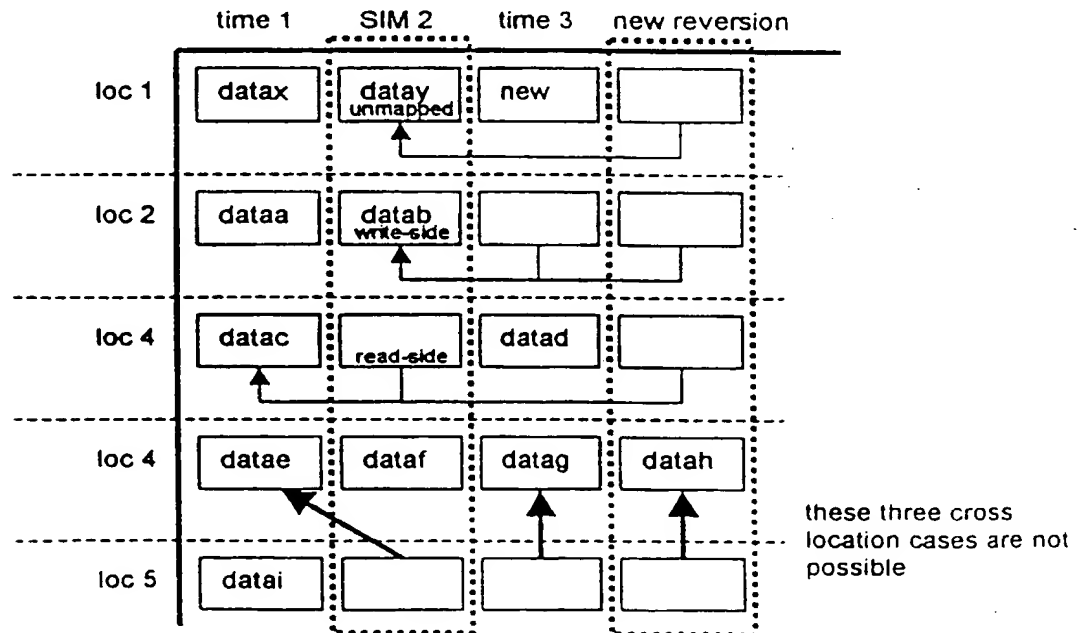 time 1 SIM 2 time 3 new reversion
loc 1 datax datay new
unmapped
loc 2 dataa datab
write-side
loc 4 datac datad
read-side
loc 4 datae dataf datag datah
these three cross
location cases are not
possible
loc 5 datai